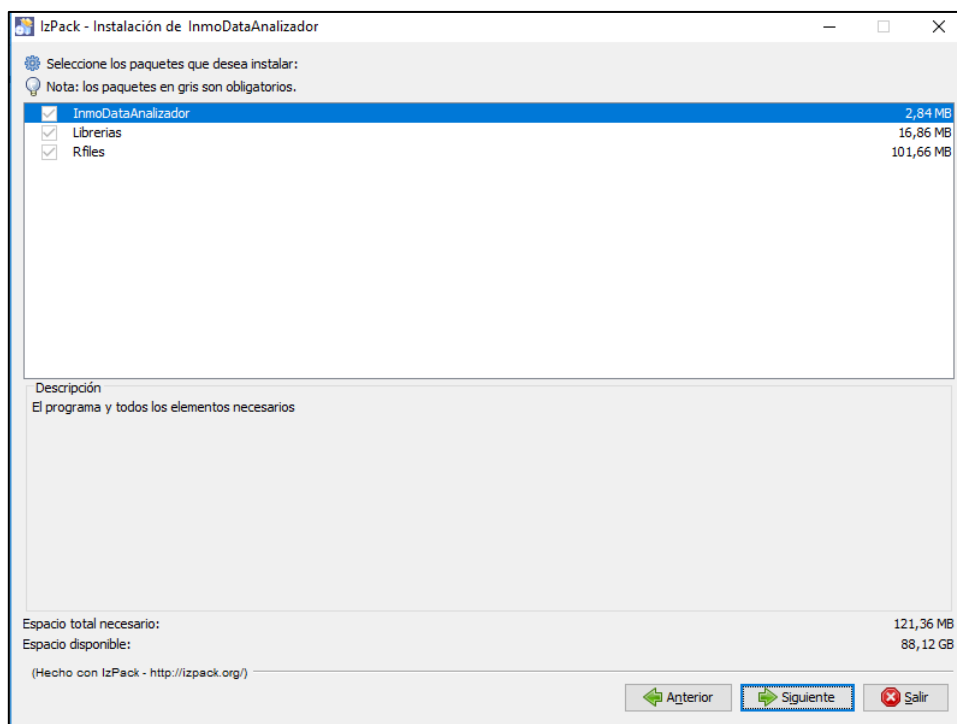 IzPack - Instalación de InmoDataAnalizador
Seleccione los paquetes que desea instalar:
Nota: los paquetes en gris son obligatorios.
InmoDataAnalizador 2,84 MB
Librerias 16,86 MB
Rfiles 101,66 MB
Descripción
El programa y todos los elementos necesarios
Espacio total necesario: 121,36 MB
Espacio disponible: 88,12 GB
(Hecho con IzPack - http://izpack.org/)
Anterior Siguiente Salir